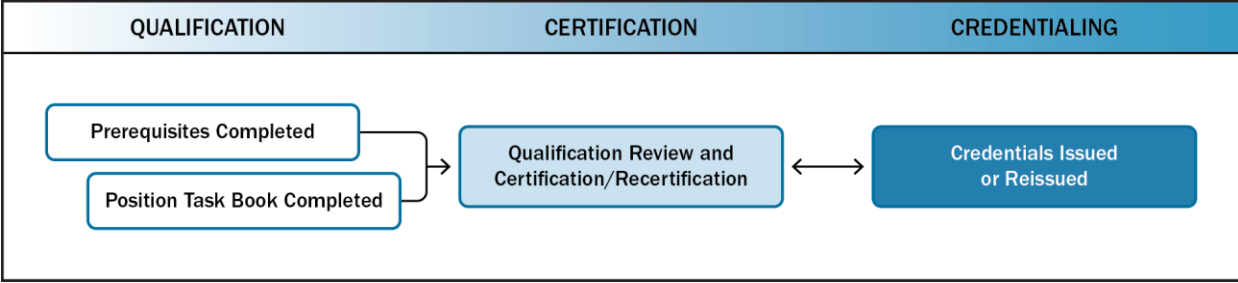 QUALIFICATION
CERTIFICATION
CREDENTIALING
Prerequisites Completed
Position Task Book Completed
Qualification Review and
Certification/Recertification
Credentials Issued
or Reissued